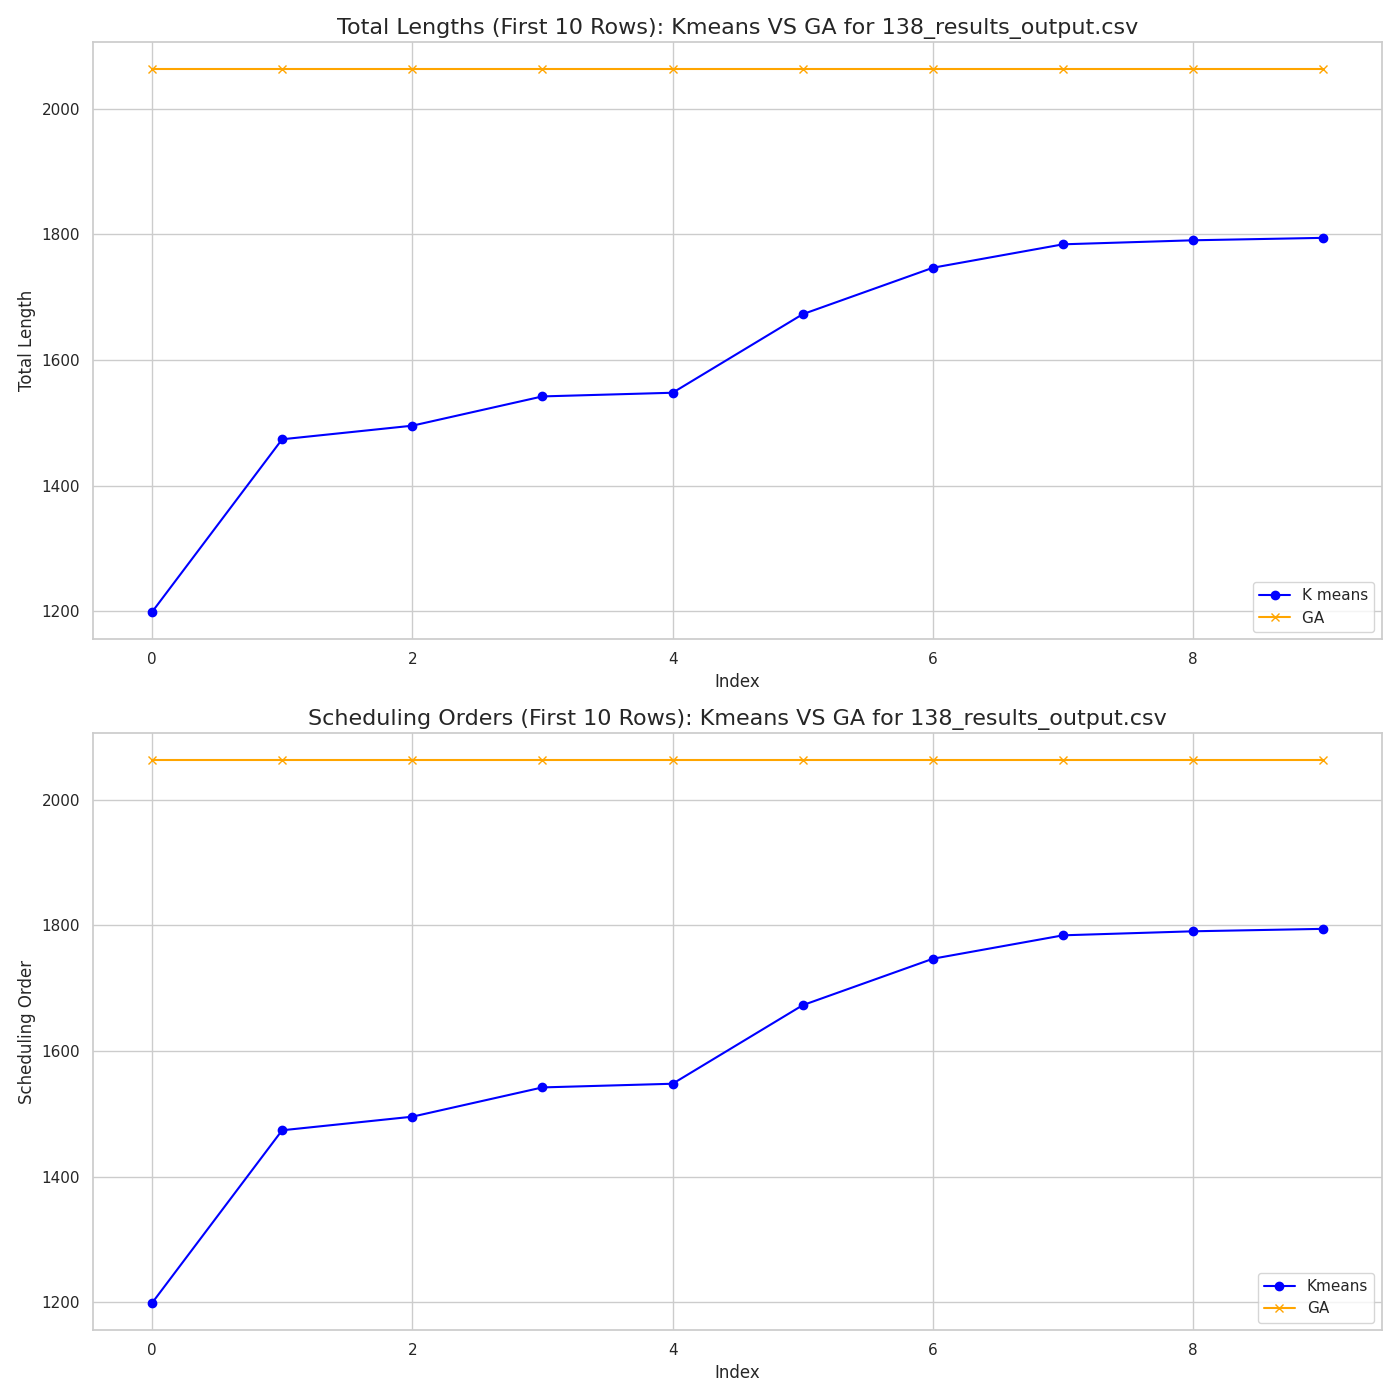 Total Lengths (First 10 Rows): Kmeans VS GA for 138_results_output.csv
Total Length
2000
1800
1600
1400
1200
K means
GA
0 2 4 6 8
Index
Scheduling Orders (First 10 Rows): Kmeans VS GA for 138_results_output.csv
Scheduling Order
2000
1800
1600
1400
1200
Kmeans
GA
0 2 4 6 8
Index